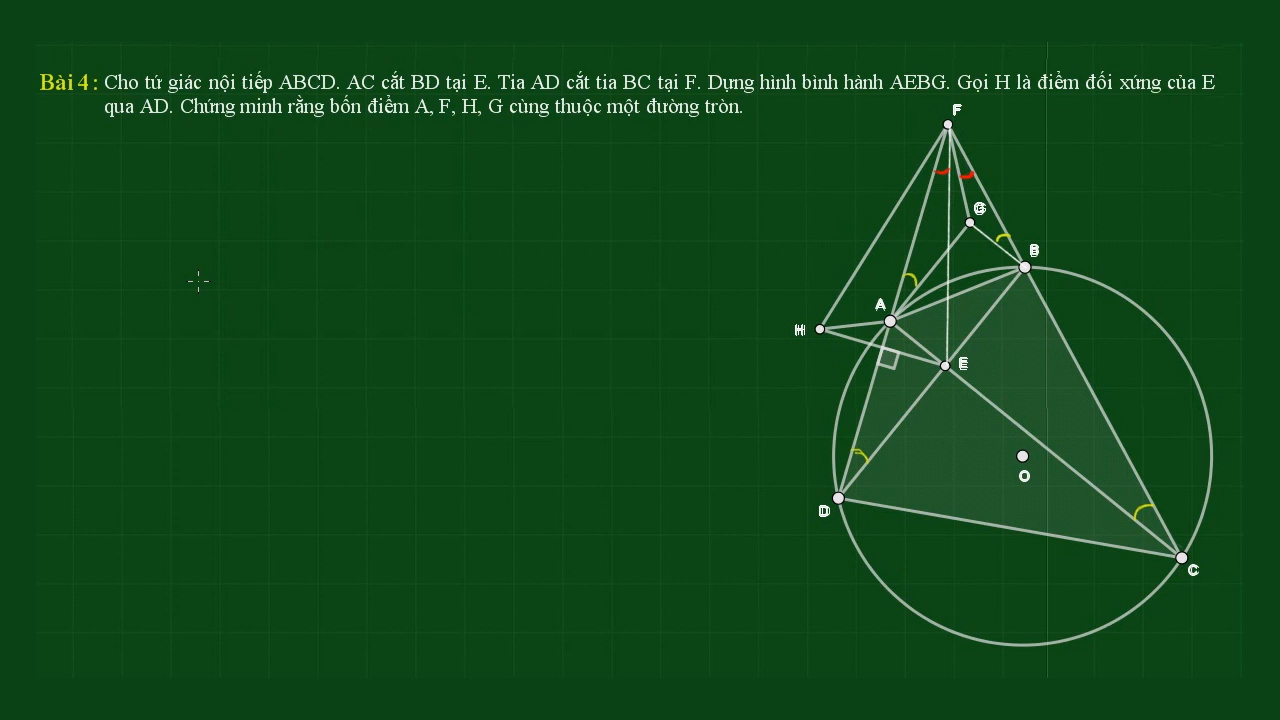 Bài 4 : Cho tứ giác nội tiếp ABCD. AC cắt BD tại E. Tia AD cắt tia BC tại F. Dựng hình bình hành AEBG. Gọi H là điểm đối xứng của E
qua AD. Chứng minh rằng bốn điểm A, F, H, G cùng thuộc một đường tròn.
F
G
B
A
H
E
O
D
C